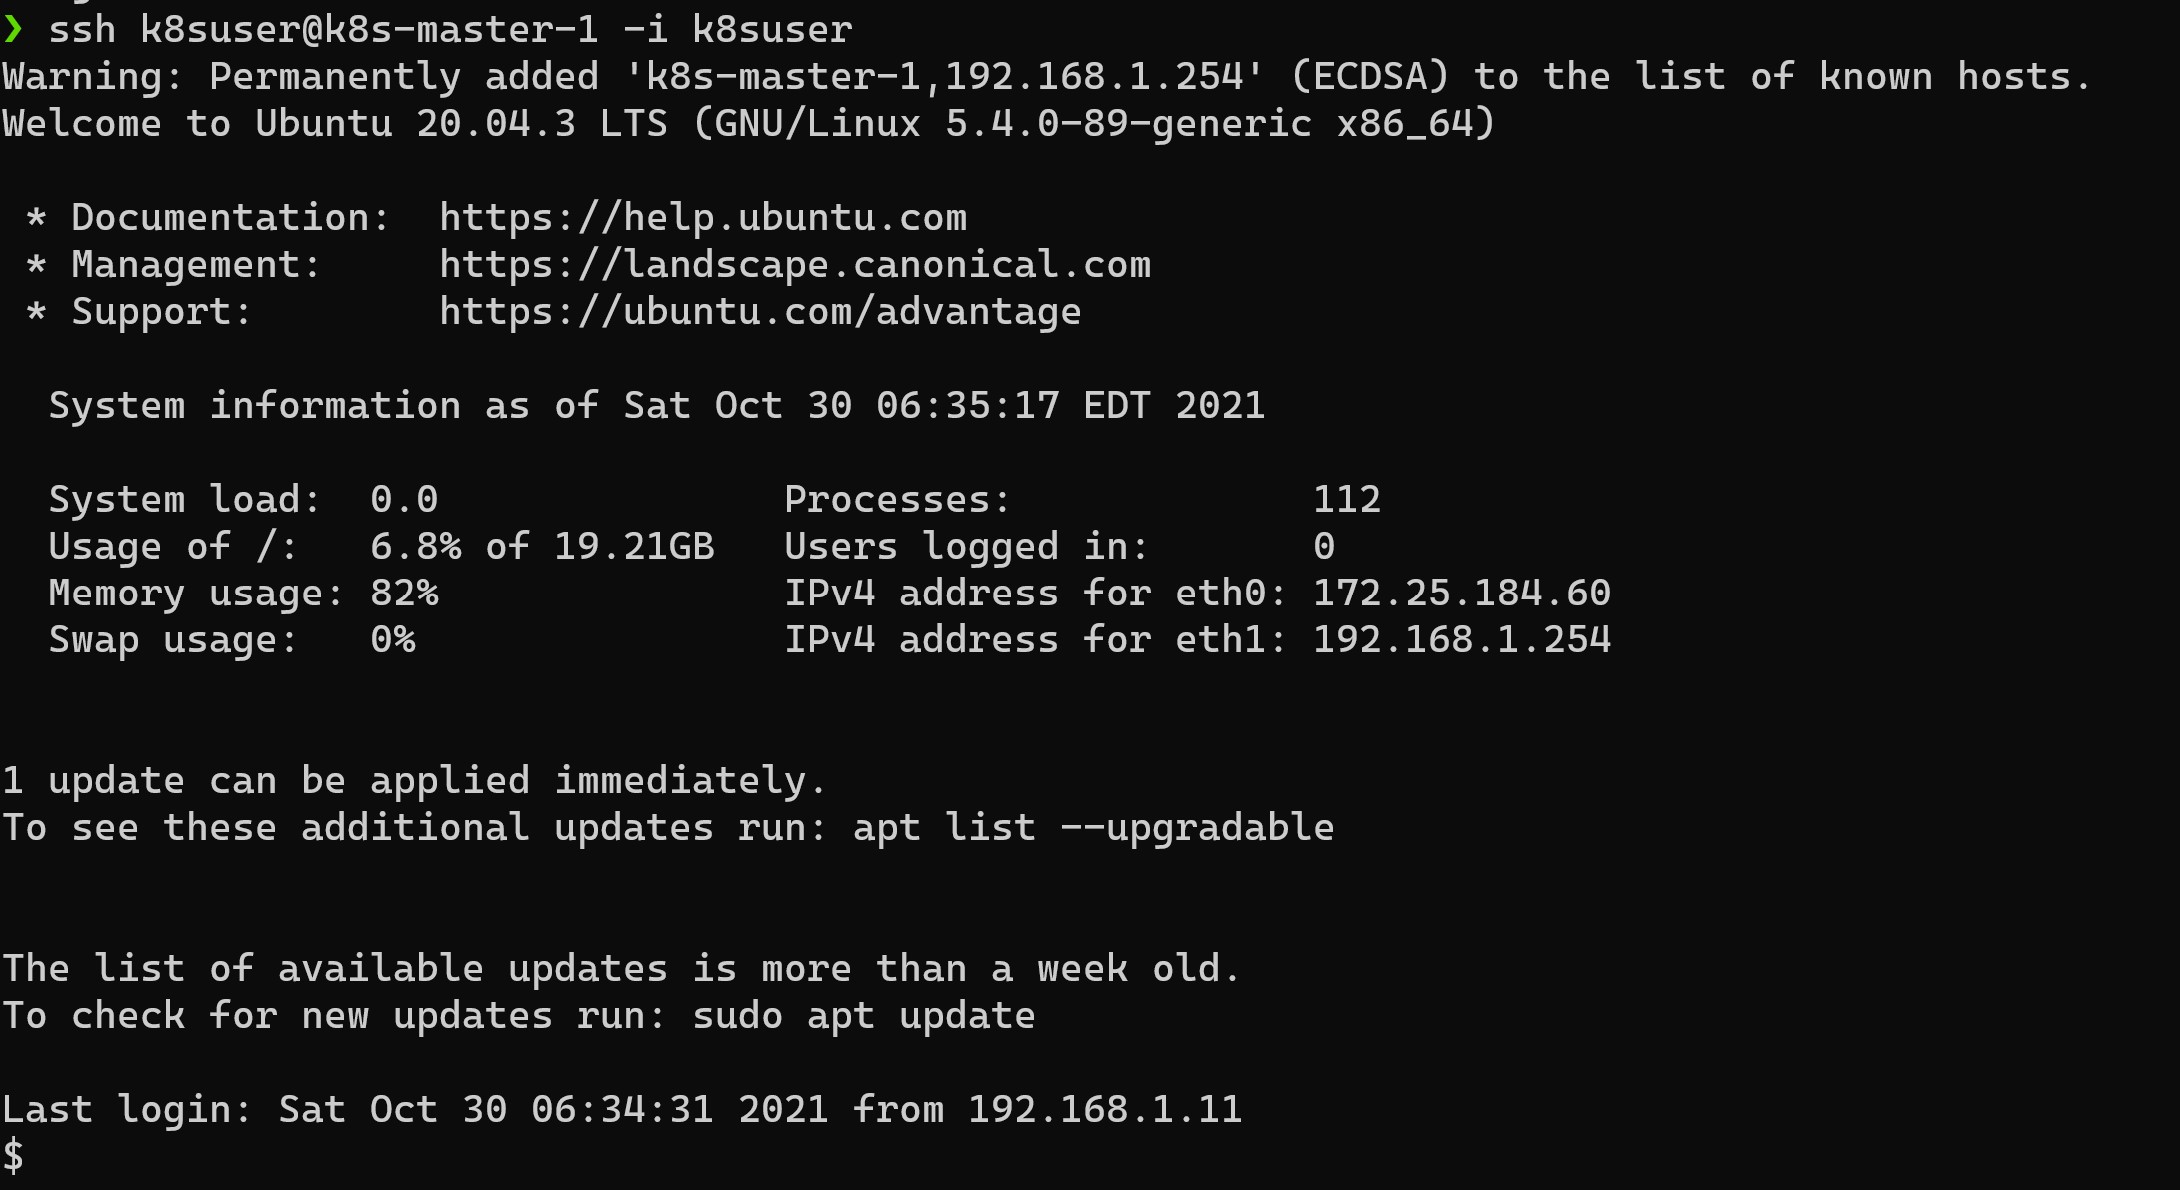 ❯ ssh k8suser@k8s-master-1 -i k8suser
Warning: Permanently added 'k8s-master-1,192.168.1.254' (ECDSA) to the list of known hosts.
Welcome to Ubuntu 20.04.3 LTS (GNU/Linux 5.4.0-89-generic x86_64)

 * Documentation:  https://help.ubuntu.com
 * Management:     https://landscape.canonical.com
 * Support:        https://ubuntu.com/advantage

  System information as of Sat Oct 30 06:35:17 EDT 2021

  System load:  0.0               Processes:             112
  Usage of /:   6.8% of 19.21GB   Users logged in:       0
  Memory usage: 82%               IPv4 address for eth0: 172.25.184.60
  Swap usage:   0%                IPv4 address for eth1: 192.168.1.254


1 update can be applied immediately.
To see these additional updates run: apt list --upgradable


The list of available updates is more than a week old.
To check for new updates run: sudo apt update

Last login: Sat Oct 30 06:34:31 2021 from 192.168.1.11
$